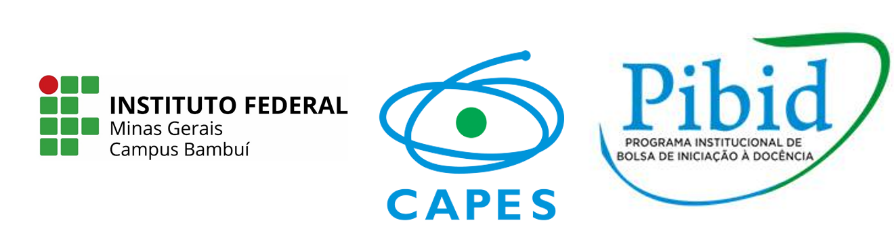 INSTITUTO FEDERAL
Minas Gerais
Campus Bambuí
CAPES
Pibid
PROGRAMA INSTITUCIONAL DE
BOLSA DE INICIAÇÃO À DOCÊNCIA